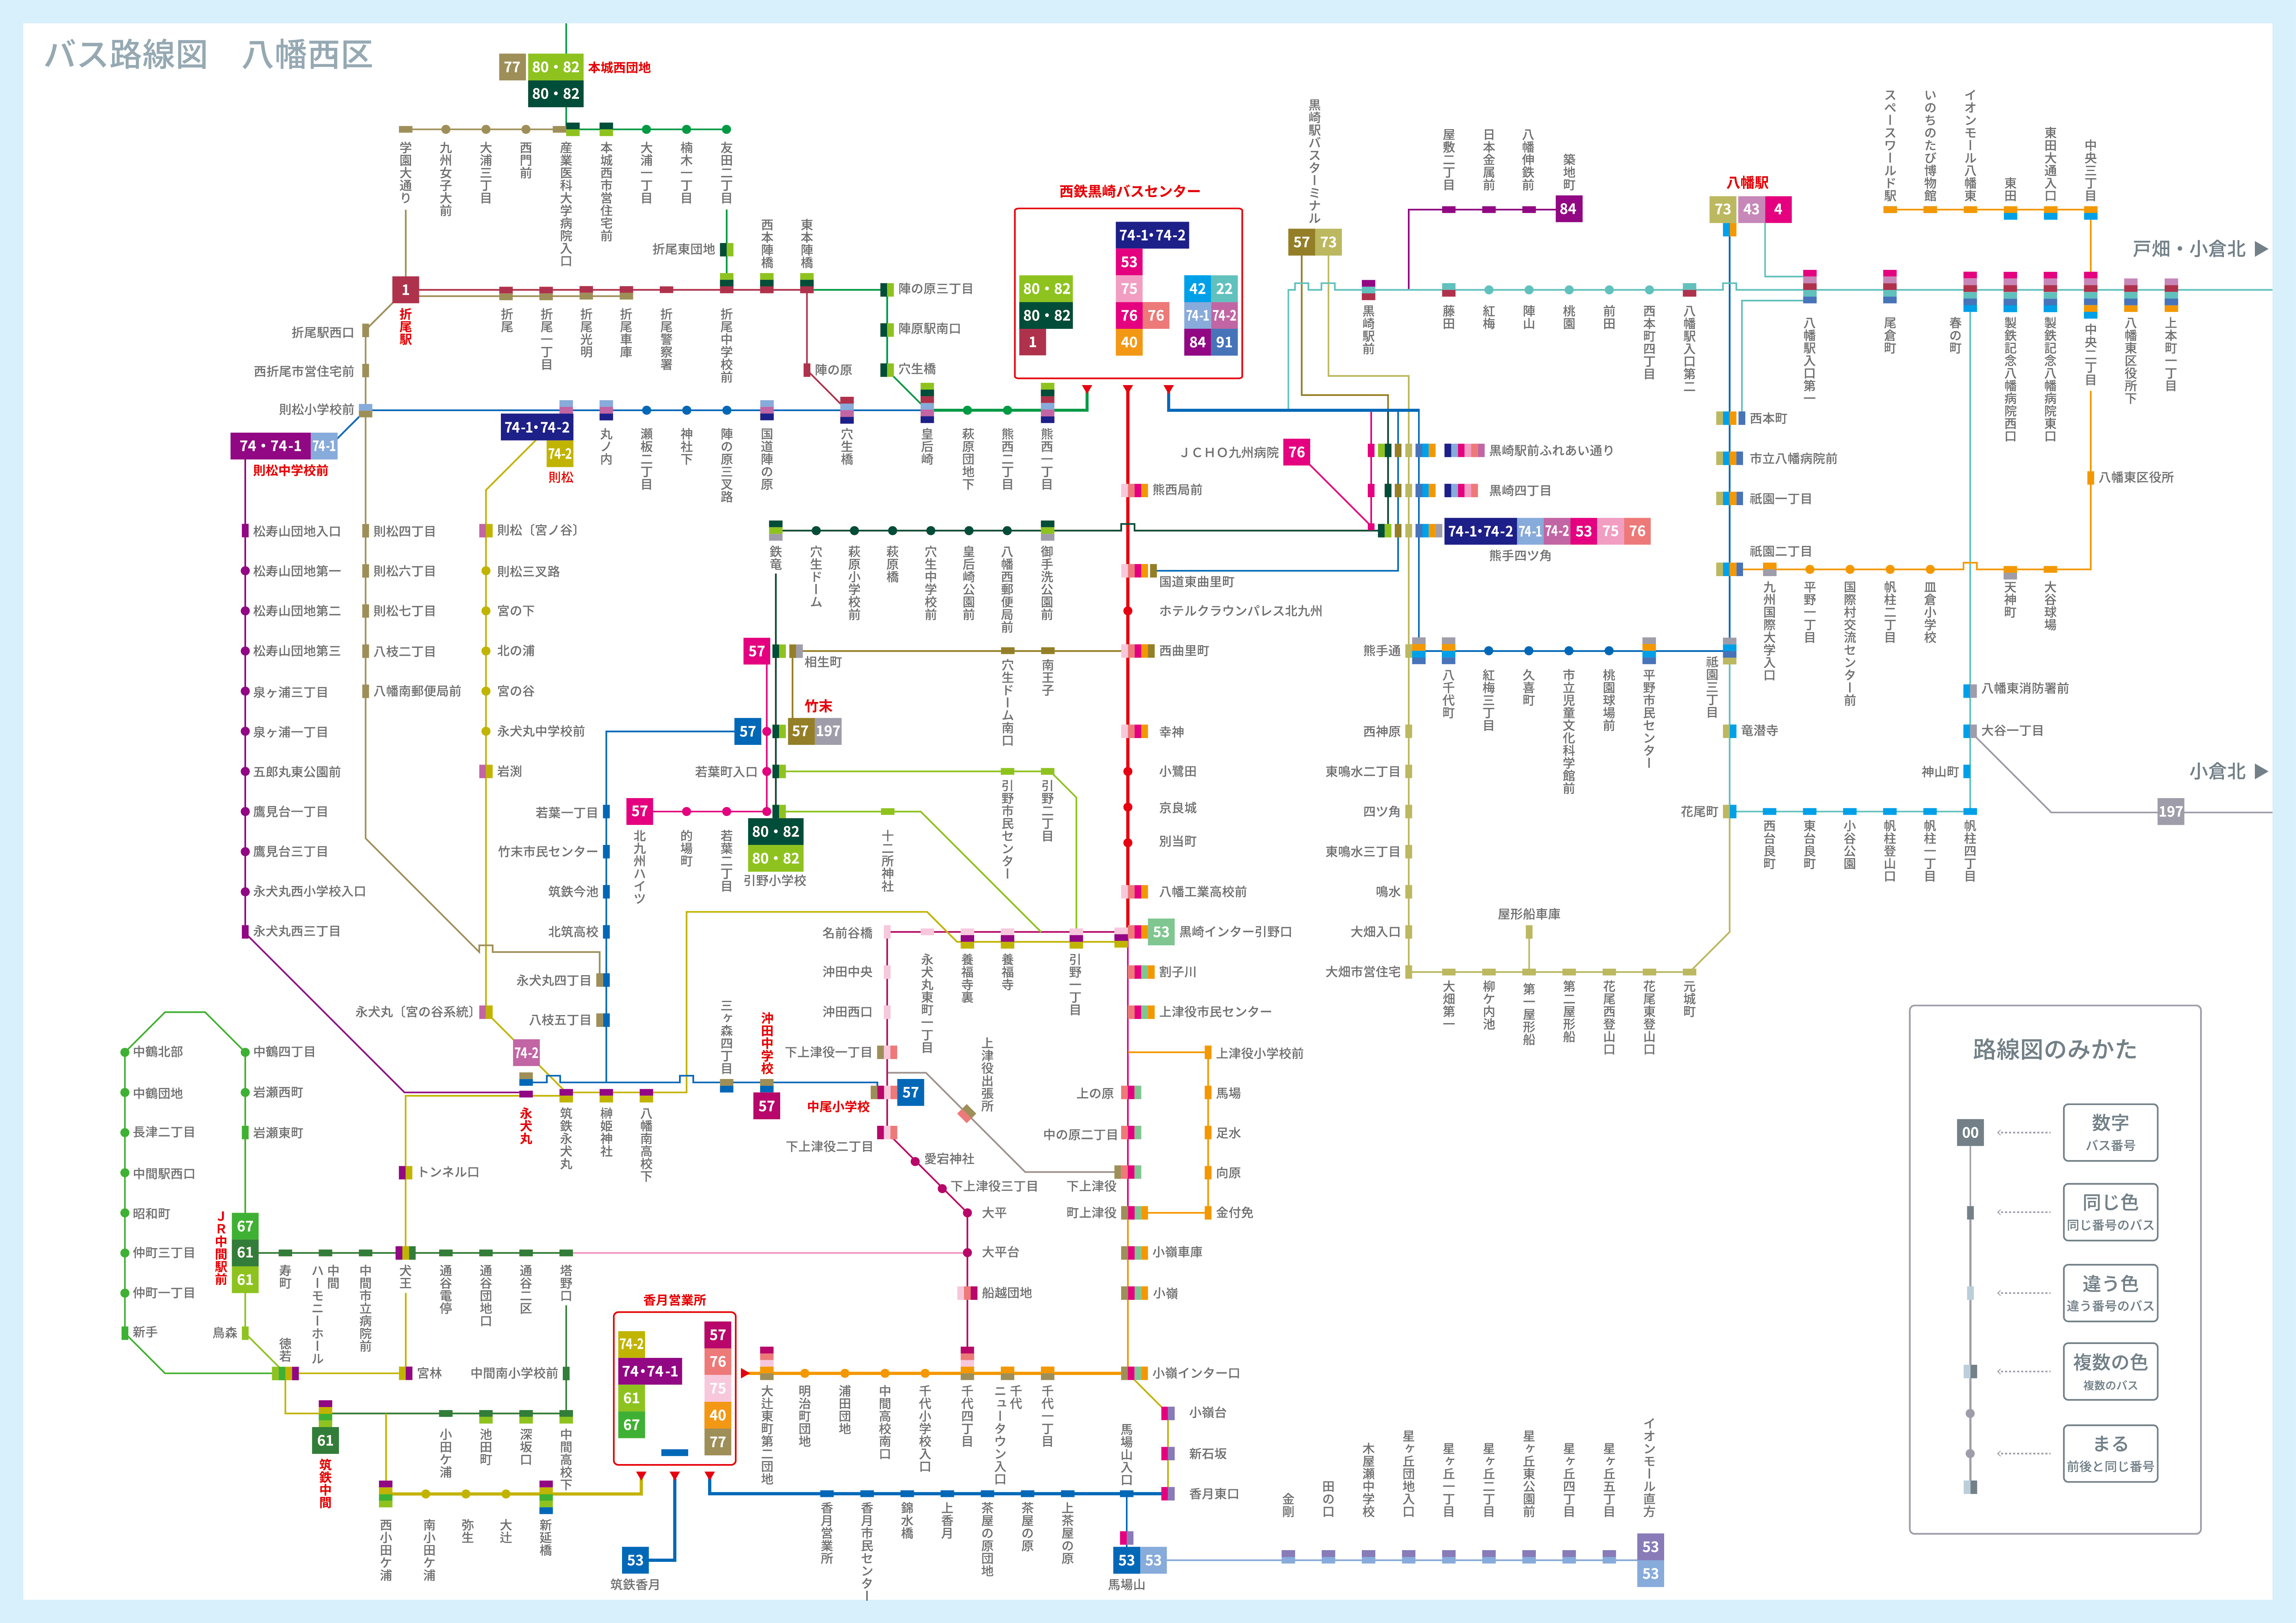 バス路線図　八幡西区
77
80・82
80・82
本城西団地
学園大通り
九州女子大前
大浦三丁目
西門前
産業医科大学病院入口
本城西市営住宅前
大浦一丁目
楠木一丁目
友田二丁目
折尾東団地
西本陣橋
東本陣橋
1
折尾駅
折尾
折尾一丁目
折尾光明
折尾車庫
折尾警察署
折尾中学校前
陣の原三丁目
陣原駅南口
穴生橋
陣の原
折尾駅西口
西折尾市営住宅前
則松小学校前
74・74-1
74-1
則松中学校前
74-1・74-2
74-2
則松
丸ノ内
瀬板二丁目
神社下
陣の原三叉路
国道陣の原
穴生橋
皇后崎
萩原団地下
熊西二丁目
熊西一丁目
西鉄黒崎バスセンター
74-1・74-2
53
80・82
75
42
22
80・82
76
76
74-1
74-2
1
40
84
91
黒崎駅バスターミナル
57
73
黒崎駅前
屋敷二丁目
日本金属前
八幡伸鉄前
築地町
84
藤田
紅梅
陣山
桃園
前田
西本町四丁目
八幡駅入口第二
八幡駅
73
43
4
八幡駅入口第一
尾倉町
春の町
製鉄記念八幡病院西口
製鉄記念八幡病院東口
中央二丁目
八幡東区役所下
上本町一丁目
スペースワールド駅
いのちのたび博物館
イオンモール八幡東
東田
東田大通入口
中央三丁目
戸畑・小倉北 ▶
西本町
市立八幡病院前
祇園一丁目
祇園二丁目
八幡東区役所
九州国際大学入口
平野一丁目
国際村交流センター前
帆柱二丁目
皿倉小学校
天神町
大谷球場
JCHO九州病院
76
黒崎駅前ふれあい通り
黒崎四丁目
74-1・74-2
74-1
74-2
53
75
76
熊手四ツ角
熊西局前
国道東曲里町
ホテルクラウンパレス北九州
西曲里町
幸神
小鷺田
京良城
別当町
八幡工業高校前
53
黒崎インター引野口
割子川
上津役市民センター
上津役小学校前
上の原
馬場
中の原二丁目
足水
下上津役
向原
町上津役
金付免
小嶺車庫
小嶺
小嶺インター口
鉄竜
穴生ドーム
萩原小学校前
萩原橋
穴生中学校前
皇后崎公園前
八幡西郵便局前
御手洗公園前
57
相生町
穴生ドーム南口
南王子
竹末
57
57
197
若葉町入口
引野市民センター
引野二丁目
57
北九州ハイツ
的場町
若葉二丁目
80・82
80・82
引野小学校
十二所神社
熊手通
八千代町
紅梅三丁目
久喜町
市立児童文化科学館前
桃園球場前
平野市民センター
祇園三丁目
竜潜寺
花尾町
西台良町
東台良町
小谷公園
帆柱登山口
帆柱一丁目
帆柱四丁目
八幡東消防署前
大谷一丁目
神山町
小倉北 ▶
197
西神原
東鳴水二丁目
四ツ角
東鳴水三丁目
鳴水
大畑入口
大畑市営住宅
屋形船車庫
大畑第一
柳ケ内池
第一屋形船
第二屋形船
花尾西登山口
花尾東登山口
元城町
松寿山団地入口
松寿山団地第一
松寿山団地第二
松寿山団地第三
泉ヶ浦三丁目
泉ヶ浦一丁目
五郎丸東公園前
鷹見台一丁目
鷹見台三丁目
永犬丸西小学校入口
永犬丸西三丁目
則松四丁目
則松六丁目
則松七丁目
八枝二丁目
八幡南郵便局前
則松〔宮ノ谷〕
則松三叉路
宮の下
北の浦
宮の谷
永犬丸中学校前
岩渕
若葉一丁目
竹末市民センター
筑鉄今池
北筑高校
永犬丸四丁目
八枝五丁目
永犬丸〔宮の谷系統〕
74-2
永犬丸
筑鉄永犬丸
榊姫神社
八幡南高校下
三ヶ森四丁目
沖田中学校
57
57
中尾小学校
名前谷橋
永犬丸東町一丁目
養福寺裏
養福寺
引野一丁目
沖田中央
沖田西口
下上津役一丁目
上津役出張所
下上津役二丁目
愛宕神社
下上津役三丁目
大平
大平台
船越団地
中鶴北部
中鶴四丁目
中鶴団地
岩瀬西町
長津二丁目
岩瀬東町
中間駅西口
昭和町
仲町三丁目
仲町一丁目
新手
JR中間駅前
67
61
61
鳥森
徳若
寿町
中間ハーモニーホール
中間市立病院前
犬王
通谷電停
通谷団地口
通谷二区
塔野口
トンネル口
宮林
中間南小学校前
61
筑鉄中間
小田ケ浦
池田町
深坂口
中間高校下
西小田ケ浦
南小田ケ浦
弥生
大辻
新延橋
香月営業所
57
74-2
76
74・74-1
75
61
40
67
77
大辻東町第二団地
明治町団地
浦田団地
中間高校南口
千代小学校入口
千代四丁目
千代ニュータウン入口
千代一丁目
53
筑鉄香月
香月営業所
香月市民センター
錦水橋
上香月
茶屋の原団地
茶屋の原
上茶屋の原
馬場山入口
小嶺台
新石坂
香月東口
53
53
馬場山
金剛
田の口
木屋瀬中学校
星ヶ丘団地入口
星ヶ丘一丁目
星ヶ丘二丁目
星ヶ丘東公園前
星ヶ丘四丁目
星ヶ丘五丁目
イオンモール直方
53
53
路線図のみかた
00
数字
バス番号
同じ色
同じ番号のバス
違う色
違う番号のバス
複数の色
複数のバス
まる
前後と同じ番号